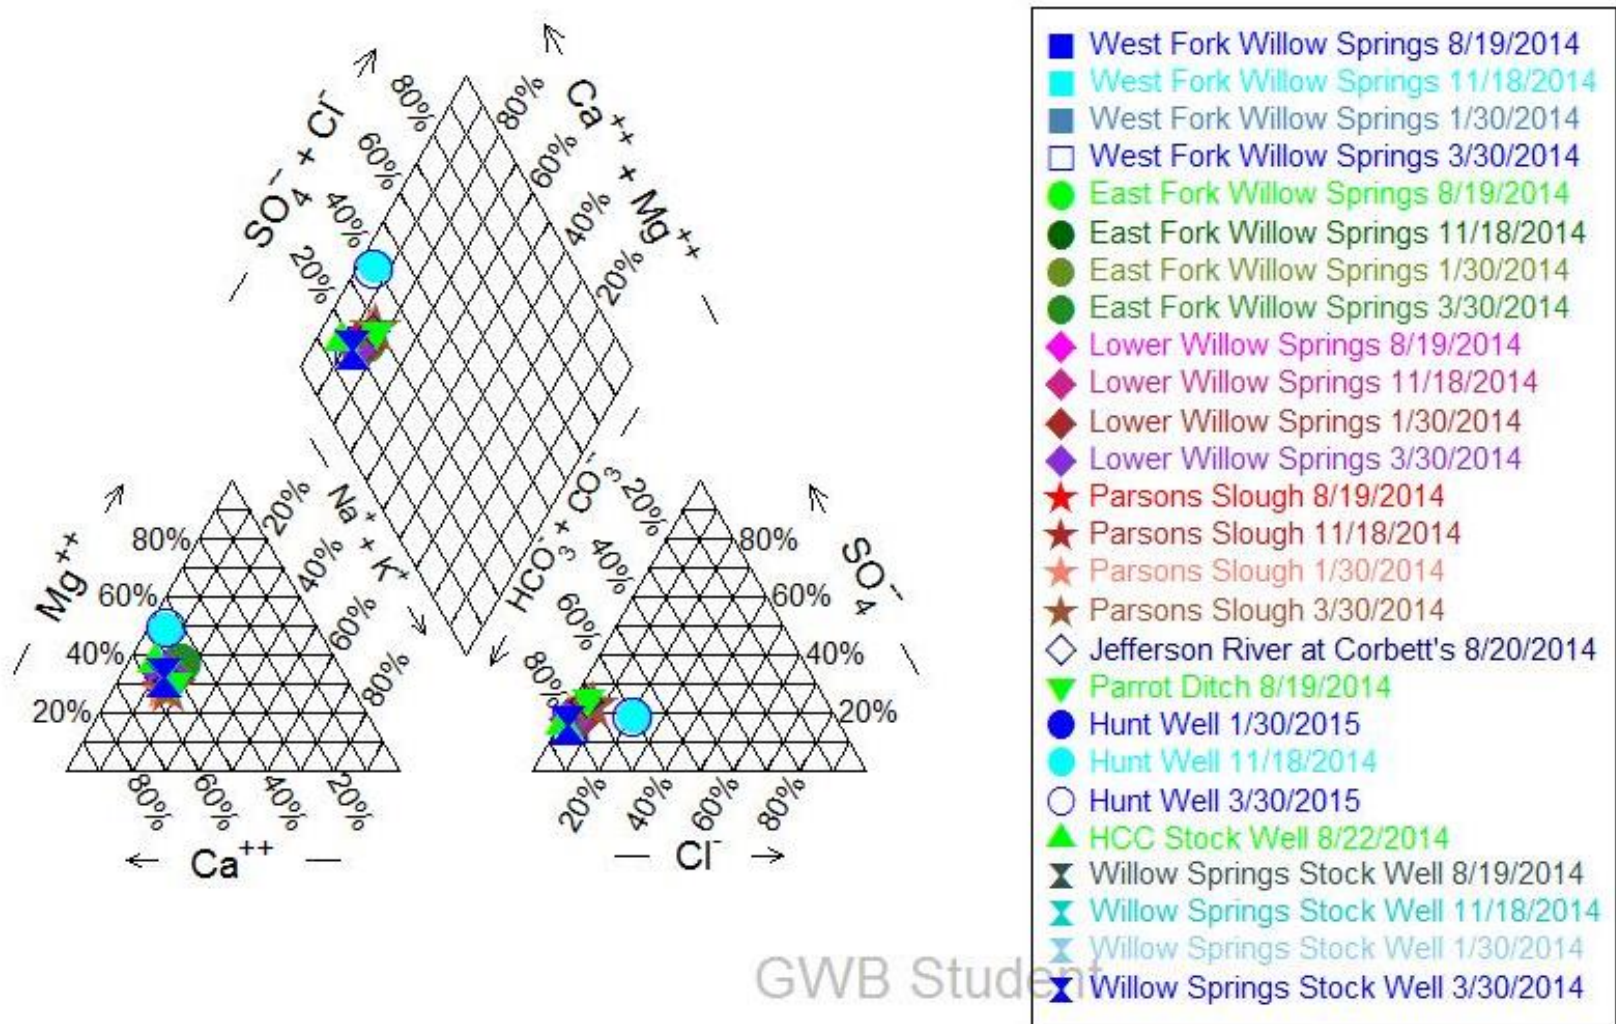 SO4-- + Cl-
Ca++ + Mg++
80%
60%
40%
20%
80%
60%
40%
20%
Na+ + K+
HCO3- + CO3--
Mg++
80%
60%
40%
20%
20%
40%
60%
80%
80%
60%
40%
20%
Ca++
SO4--
20%
40%
60%
80%
80%
60%
40%
20%
20%
40%
60%
80%
Cl-
West Fork Willow Springs 8/19/2014
West Fork Willow Springs 11/18/2014
West Fork Willow Springs 1/30/2014
West Fork Willow Springs 3/30/2014
East Fork Willow Springs 8/19/2014
East Fork Willow Springs 11/18/2014
East Fork Willow Springs 1/30/2014
East Fork Willow Springs 3/30/2014
Lower Willow Springs 8/19/2014
Lower Willow Springs 11/18/2014
Lower Willow Springs 1/30/2014
Lower Willow Springs 3/30/2014
Parsons Slough 8/19/2014
Parsons Slough 11/18/2014
Parsons Slough 1/30/2014
Parsons Slough 3/30/2014
Jefferson River at Corbett's 8/20/2014
Parrot Ditch 8/19/2014
Hunt Well 1/30/2015
Hunt Well 11/18/2014
Hunt Well 3/30/2015
HCC Stock Well 8/22/2014
Willow Springs Stock Well 8/19/2014
Willow Springs Stock Well 11/18/2014
Willow Springs Stock Well 1/30/2014
Willow Springs Stock Well 3/30/2014
GWB Student